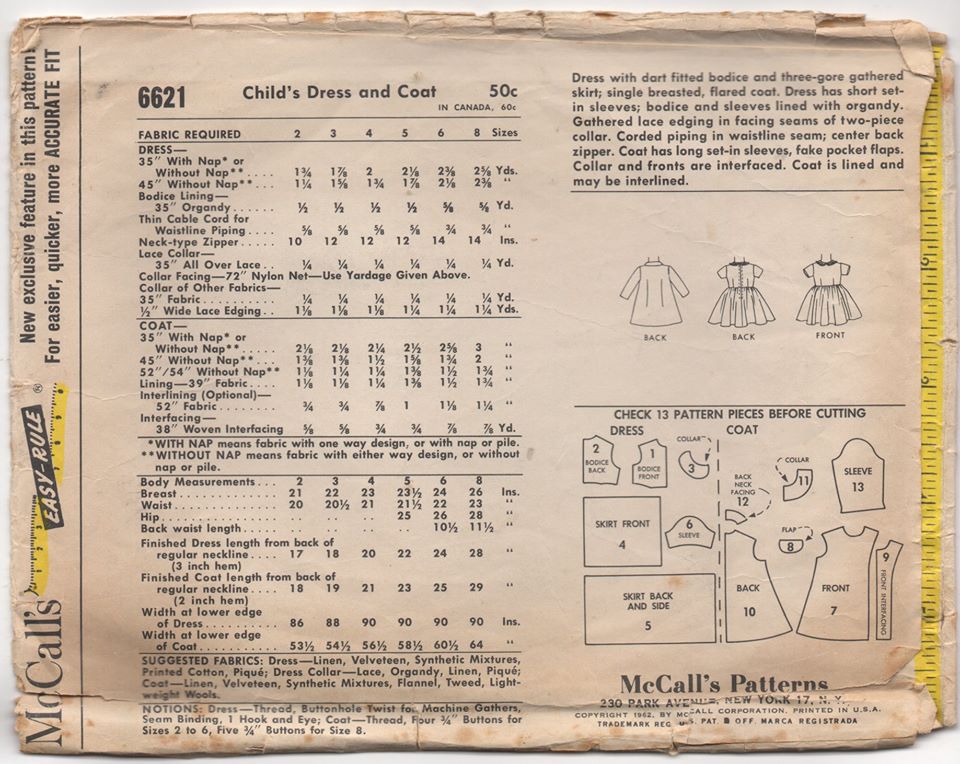 New exclusive feature in this pattern!
For easier, quicker, more ACCURATE FIT
EASY-RULE ®
McCall's
6621 Child's Dress and Coat 50c
IN CANADA, 60c
FABRIC REQUIRED 2 3 4 5 6 8 Sizes
DRESS—
35" With Nap* or
Without Nap** . . 1¾ 1⅞ 2 2⅛ 2⅜ 2⅝ Yds.
45" Without Nap** . . . 1¼ 1⅝ 1¾ 1⅞ 2⅛ 2⅜ "
Bodice Lining—
35" Organdy . . . . . . ½ ½ ½ ½ ⅝ ⅝ Yd.
Thin Cable Cord for
Waistline Piping . . . . ⅝ ⅝ ⅝ ⅝ ¾ ¾ "
Neck-type Zipper . . . . . 10 12 12 12 14 14 Ins.
Lace Collar—
35" All Over Lace . . ¼ ¼ ¼ ¼ ¼ ¼ Yd.
Collar Facing—72" Nylon Net—Use Yardage Given Above.
Collar of Other Fabrics—
35" Fabric . . . . . . . . . . ¼ ¼ ¼ ¼ ¼ ¼ Yd.
½" Wide Lace Edging . . 1⅛ 1⅛ 1⅛ 1¼ 1¼ 1¼ Yds.
COAT—
35" With Nap* or
Without Nap** . . . . . 2⅛ 2⅛ 2¼ 2½ 2⅝ 3 "
45" Without Nap** . . . 1⅜ 1⅜ 1½ 1⅝ 1¾ 2 "
52"/54" Without Nap** 1⅛ 1¼ 1¼ 1⅜ 1½ 1¾ "
Lining—39" Fabric . . . . 1⅛ 1⅛ 1¼ 1⅜ 1½ 1¾ "
Interlining (Optional)—
52" Fabric . . . . . . . . ¾ ¾ ⅞ 1 1⅛ 1¼ "
Interfacing—
38" Woven Interfacing ⅝ ⅝ ¾ ¾ ⅞ ⅞ Yd.
*WITH NAP means fabric with one way design, or with nap or pile.
**WITHOUT NAP means fabric with either way design, or without
nap or pile.
Body Measurements . . . 2 3 4 5 6 8
Breast . . . . . . . . . . . . . . . 21 22 23 23½ 24 26 Ins.
Waist . . . . . . . . . . . . . . . 20 20½ 21 21½ 22 23 "
Hip . . . . . . . . . . . . . . . . . .. .. .. 25 26 28 "
Back waist length . . . . . . .. .. .. .. 10½ 11½ "
Finished Dress length from back of
regular neckline . . . . 17 18 20 22 24 28 "
(3 inch hem)
Finished Coat length from back of
regular neckline . . . . 18 19 21 23 25 29 "
(2 inch hem)
Width at lower edge
of Dress . . . . . . . . . . . 86 88 90 90 90 90 Ins.
Width at lower edge
of Coat . . . . . . . . . . . . 53½ 54½ 56½ 58½ 60½ 64 "
SUGGESTED FABRICS: Dress—Linen, Velveteen, Synthetic Mixtures,
Printed Cotton, Piqué; Dress Collar—Lace, Organdy, Linen, Piqué;
Coat—Linen, Velveteen, Synthetic Mixtures, Flannel, Tweed, Light-
weight Wools.
NOTIONS: Dress—Thread, Buttonhole Twist for Machine Gathers,
Seam Binding, 1 Hook and Eye; Coat—Thread, Four ¾" Buttons for
Sizes 2 to 6, Five ¾" Buttons for Size 8.
Dress with dart fitted bodice and three-gore gathered
skirt; single breasted, flared coat. Dress has short set-
in sleeves; bodice and sleeves lined with organdy.
Gathered lace edging in facing seams of two-piece
collar. Corded piping in waistline seam; center back
zipper. Coat has long set-in sleeves, fake pocket flaps.
Collar and fronts are interfaced. Coat is lined and
may be interlined.
BACK BACK FRONT
CHECK 13 PATTERN PIECES BEFORE CUTTING
DRESS COAT
2
BODICE
BACK
1
BODICE
FRONT
COLLAR
3
SKIRT FRONT
4
6
SLEEVE
SKIRT BACK
AND SIDE
5
BACK
NECK
FACING
12
COLLAR
11
SLEEVE
13
FLAP
8
BACK
10
FRONT
7
9
FRONT INTERFACING
McCall's Patterns
230 PARK AVENUE, NEW YORK 17, N. Y.
COPYRIGHT 1962, BY McCALL CORPORATION. PRINTED IN U.S.A.
TRADEMARK REG. U.S. PAT. & OFF. MARCA REGISTRADA